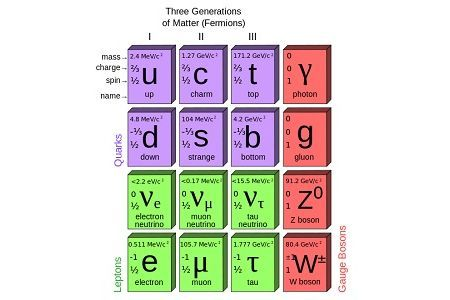 Three Generations
of Matter (Fermions)
I II III
mass→ 2.4 MeV/c² 1.27 GeV/c² 171.2 GeV/c² 0
charge→ ⅔ ⅔ ⅔ 0
spin→ ½ u ½ c ½ t 1 γ
name→ up charm top photon
Quarks
4.8 MeV/c² 104 MeV/c² 4.2 GeV/c² 0
-⅓ -⅓ -⅓ 0
½ d ½ s ½ b 1 g
down strange bottom gluon
<2.2 eV/c² <0.17 MeV/c² <15.5 MeV/c² 91.2 GeV/c²
0 0 0 0
½ νe ½ νμ ½ ντ 1 Z⁰
electron muon tau Z boson
neutrino neutrino neutrino
Leptons
0.511 MeV/c² 105.7 MeV/c² 1.777 GeV/c² 80.4 GeV/c²
-1 -1 -1 ±1
½ e ½ μ ½ τ 1 W±
electron muon tau W boson
Gauge Bosons